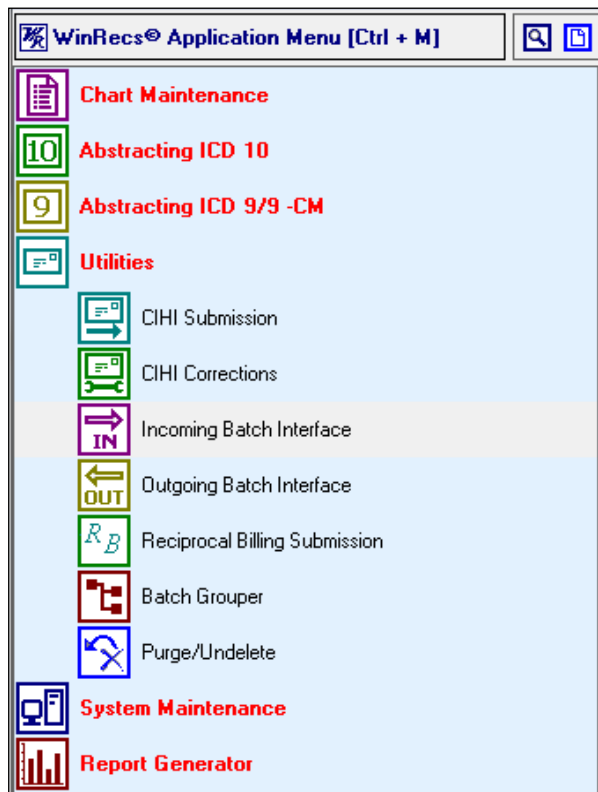 WR WinRecs© Application Menu [Ctrl + M]
Chart Maintenance
10 Abstracting ICD 10
9 Abstracting ICD 9/9 -CM
Utilities
CIHI Submission
CIHI Corrections
IN Incoming Batch Interface
OUT Outgoing Batch Interface
RB Reciprocal Billing Submission
Batch Grouper
Purge/Undelete
System Maintenance
Report Generator